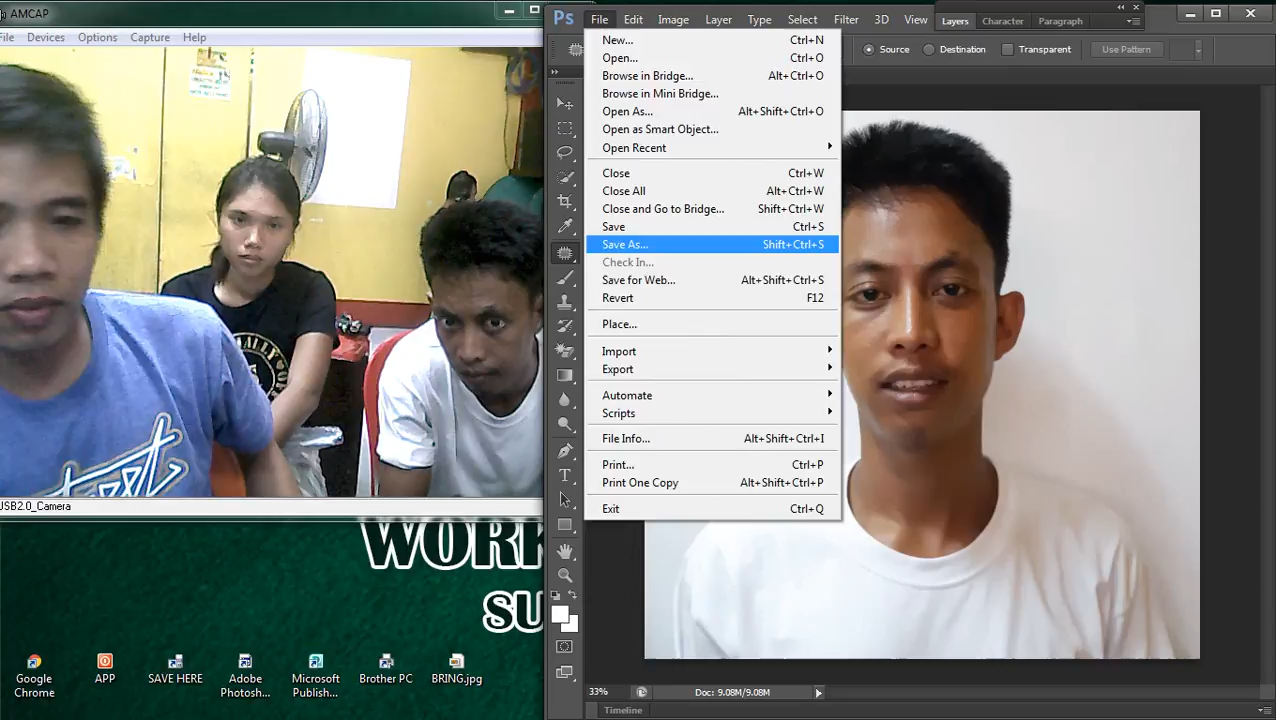 AMCAP
File Devices Options Capture Help
USB2.0_Camera
WORK
SU
Google Chrome
APP
SAVE HERE
Adobe Photosh...
Microsoft Publish...
Brother PC
BRING.jpg
Ps File Edit Image Layer Type Select Filter 3D View
Layers Character Paragraph
Source Destination Transparent Use Pattern
New... Ctrl+N
Open... Ctrl+O
Browse in Bridge... Alt+Ctrl+O
Browse in Mini Bridge...
Open As... Alt+Shift+Ctrl+O
Open as Smart Object...
Open Recent
Close Ctrl+W
Close All Alt+Ctrl+W
Close and Go to Bridge... Shift+Ctrl+W
Save Ctrl+S
Save As... Shift+Ctrl+S
Check In...
Save for Web... Alt+Shift+Ctrl+S
Revert F12
Place...
Import
Export
Automate
Scripts
File Info... Alt+Shift+Ctrl+I
Print... Ctrl+P
Print One Copy Alt+Shift+Ctrl+P
Exit Ctrl+Q
33% Doc: 9.08M/9.08M
Timeline